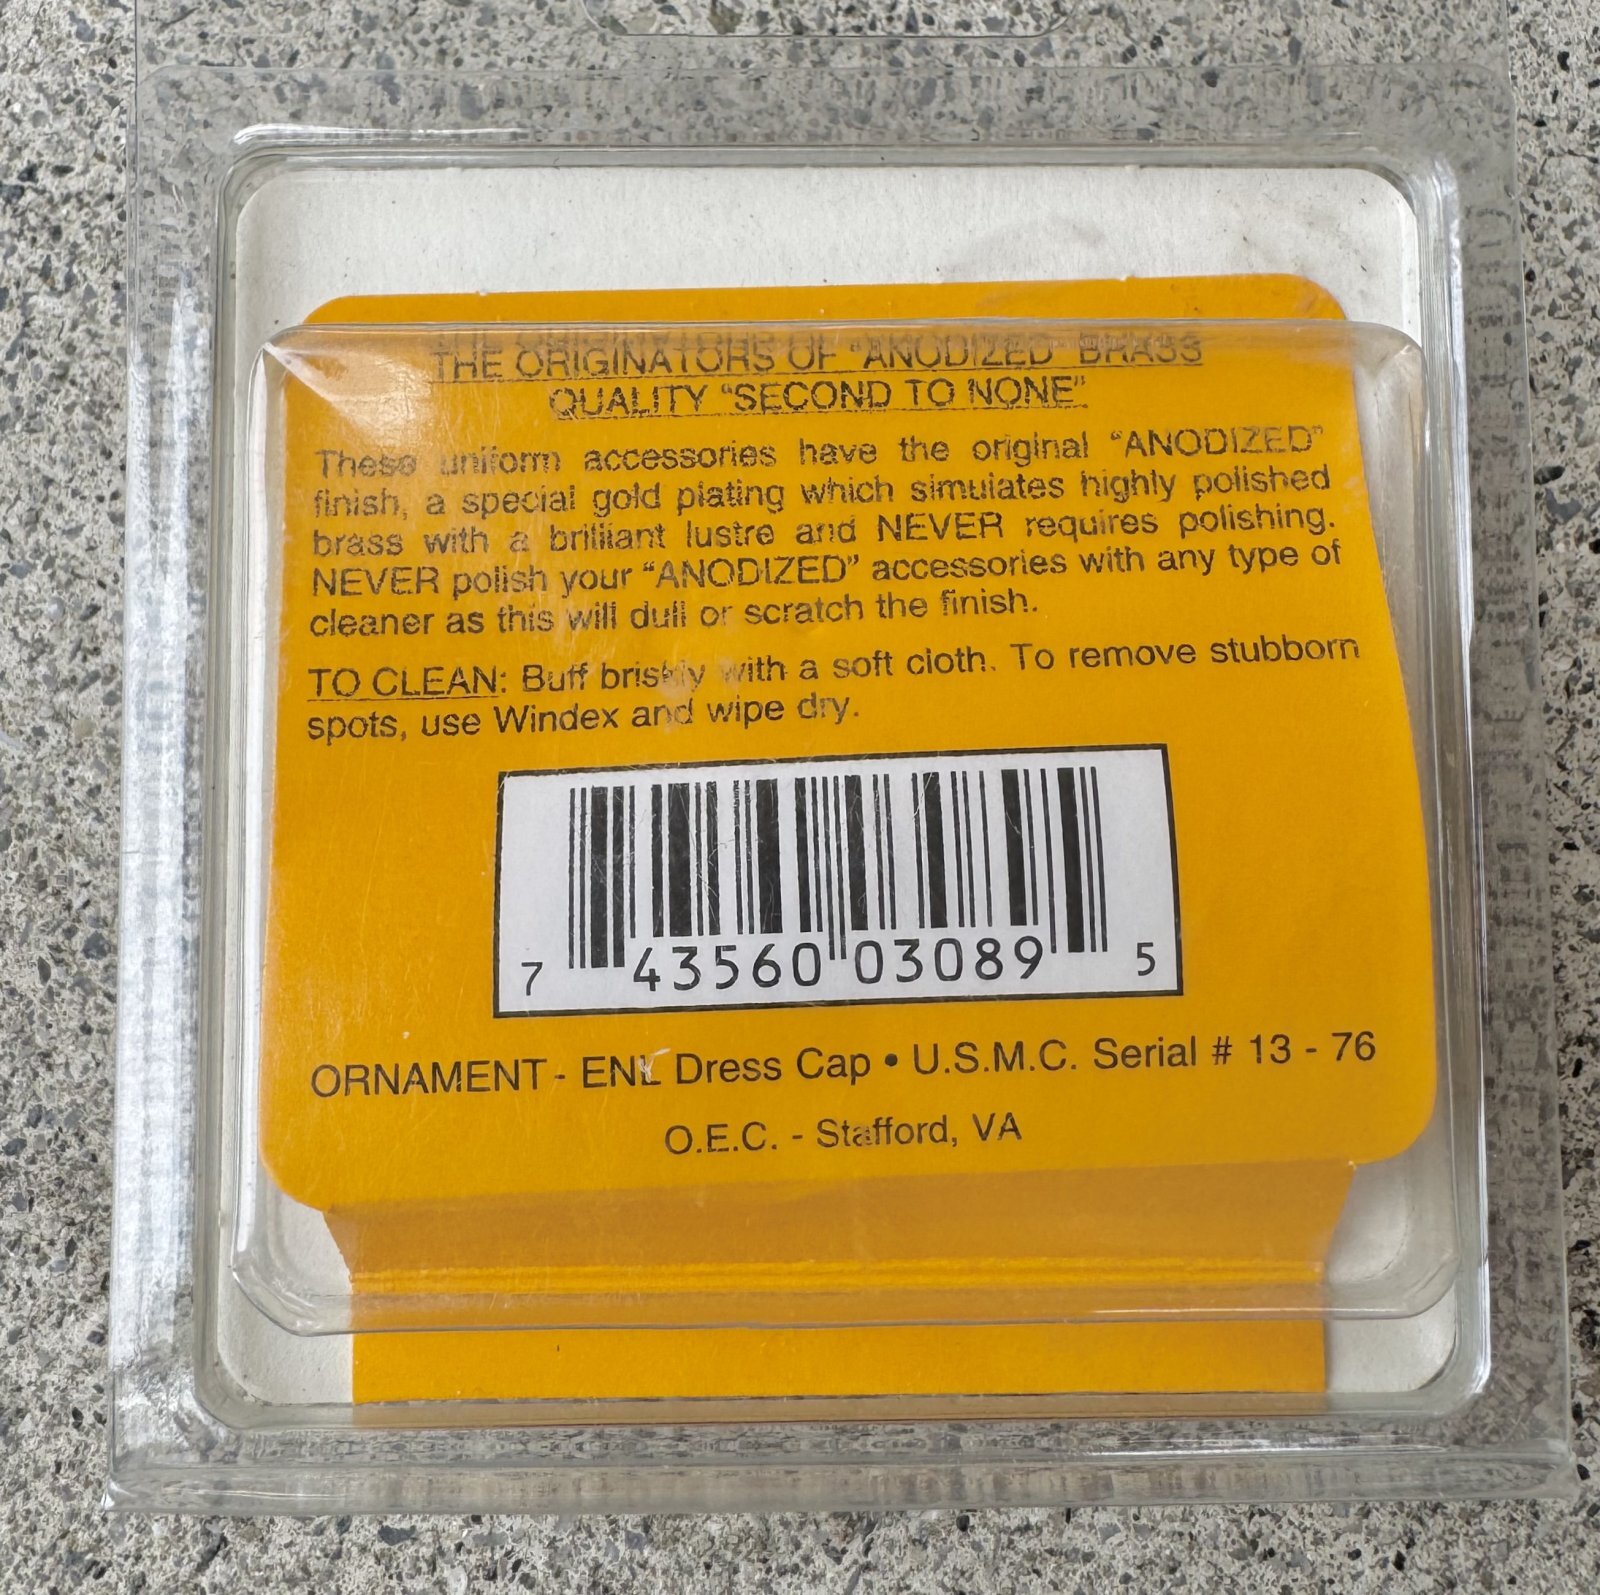 THE ORIGINATORS OF "ANODIZED" BRASS
QUALITY "SECOND TO NONE"
These uniform accessories have the original "ANODIZED"
finish, a special gold plating which simulates highly polished
brass with a brilliant lustre and NEVER requires polishing.
NEVER polish your "ANODIZED" accessories with any type of
cleaner as this will dull or scratch the finish.
TO CLEAN: Buff briskly with a soft cloth. To remove stubborn
spots, use Windex and wipe dry.
7 43560 03089 5
ORNAMENT - ENL Dress Cap • U.S.M.C. Serial # 13 - 76
O.E.C. - Stafford, VA